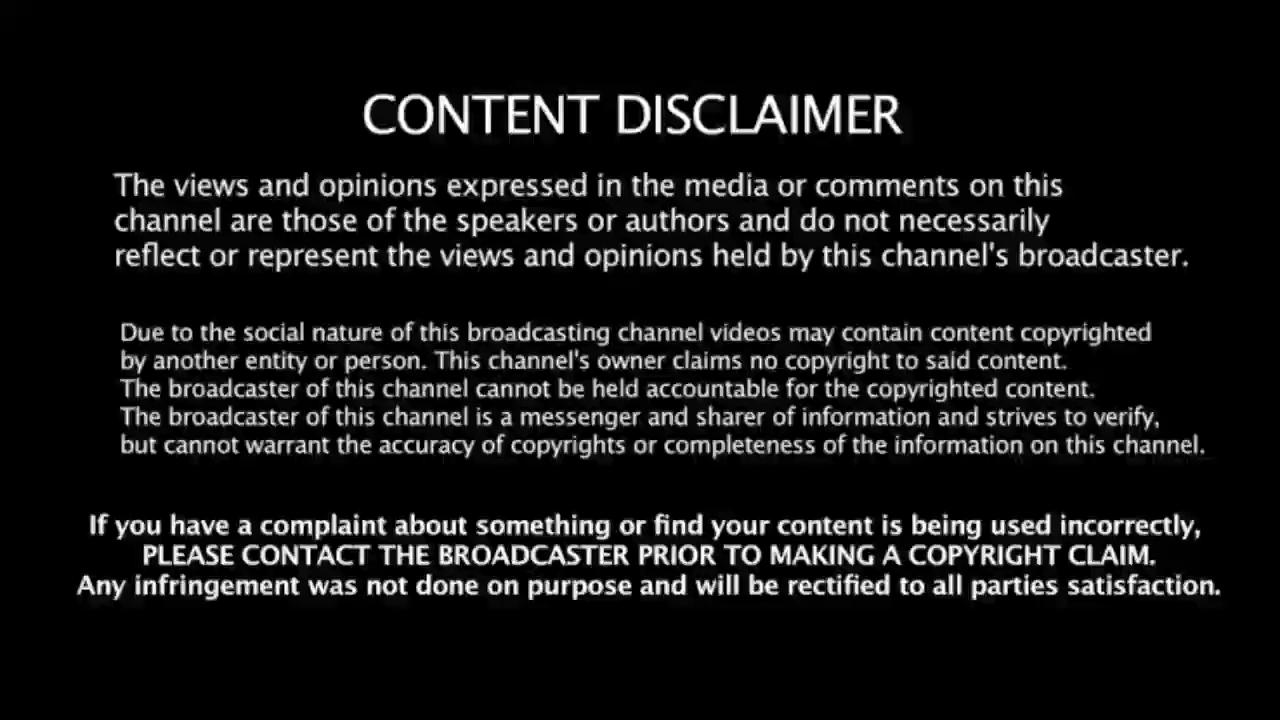 CONTENT DISCLAIMER
The views and opinions expressed in the media or comments on this
channel are those of the speakers or authors and do not necessarily
reflect or represent the views and opinions held by this channel's broadcaster.
Due to the social nature of this broadcasting channel videos may contain content copyrighted
by another entity or person. This channel's owner claims no copyright to said content.
The broadcaster of this channel cannot be held accountable for the copyrighted content.
The broadcaster of this channel is a messenger and sharer of information and strives to verify,
but cannot warrant the accuracy of copyrights or completeness of the information on this channel.
If you have a complaint about something or find your content is being used incorrectly,
PLEASE CONTACT THE BROADCASTER PRIOR TO MAKING A COPYRIGHT CLAIM.
Any infringement was not done on purpose and will be rectified to all parties satisfaction.